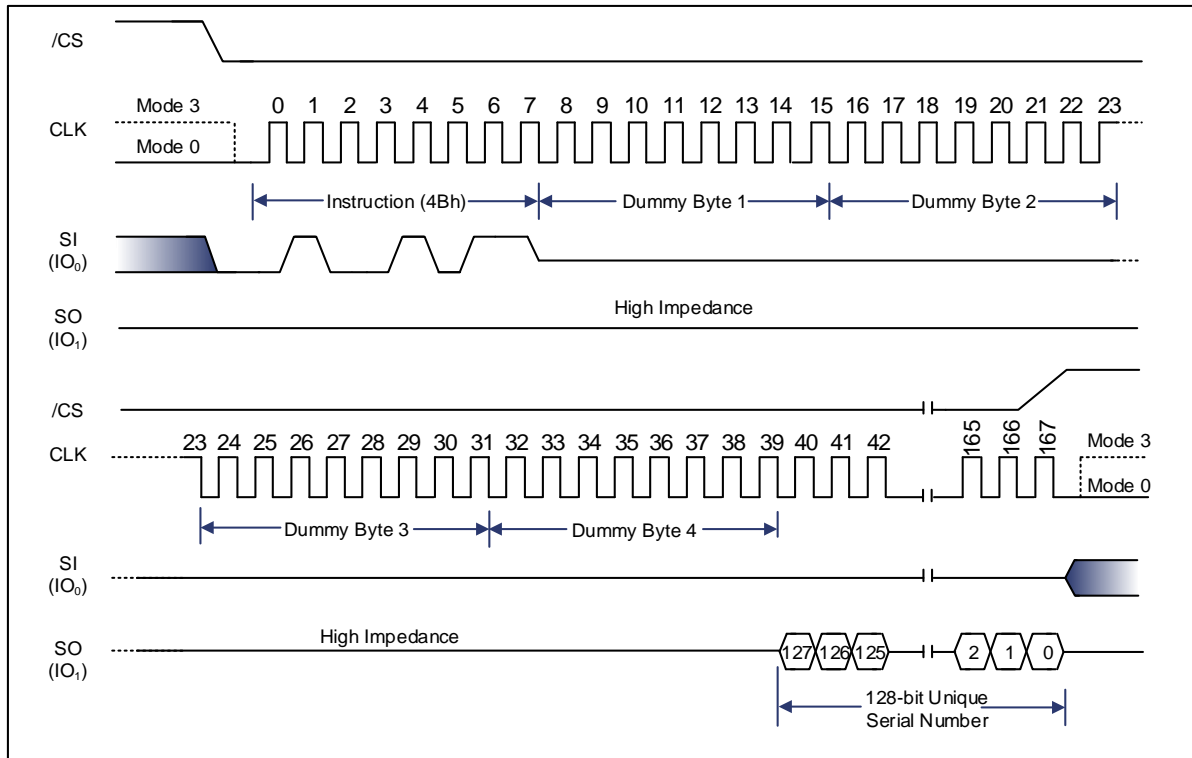 /CS
Mode 3
0 1 2 3 4 5 6 7 8 9 10 11 12 13 14 15 16 17 18 19 20 21 22 23
CLK
Mode 0
Instruction (4Bh) Dummy Byte 1 Dummy Byte 2
SI
(IO₀)
High Impedance
SO
(IO₁)
/CS
23 24 25 26 27 28 29 30 31 32 33 34 35 36 37 38 39 40 41 42 165 166 167
CLK
Mode 3
Mode 0
Dummy Byte 3 Dummy Byte 4
SI
(IO₀)
High Impedance
SO
(IO₁)
127 126 125 2 1 0
128-bit Unique
Serial Number